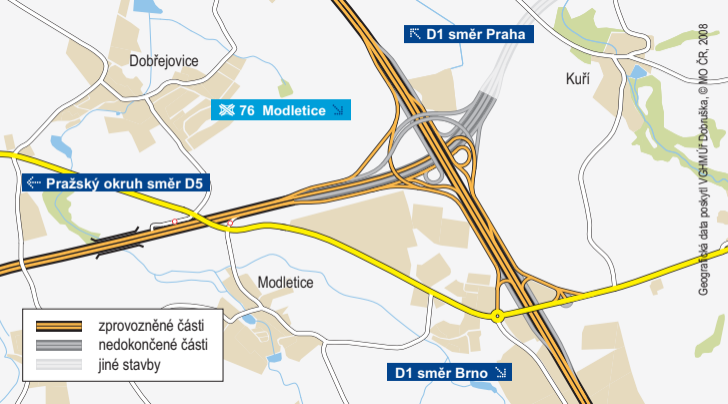 D1 směr Praha
Dobřejovice
Kuří
76 Modletice
Pražský okruh směr D5
Modletice
zprovozněné části
nedokončené části
jiné stavby
D1 směr Brno
Geografická data poskytl VGHMÚř Dobruška, © MO ČR, 2008